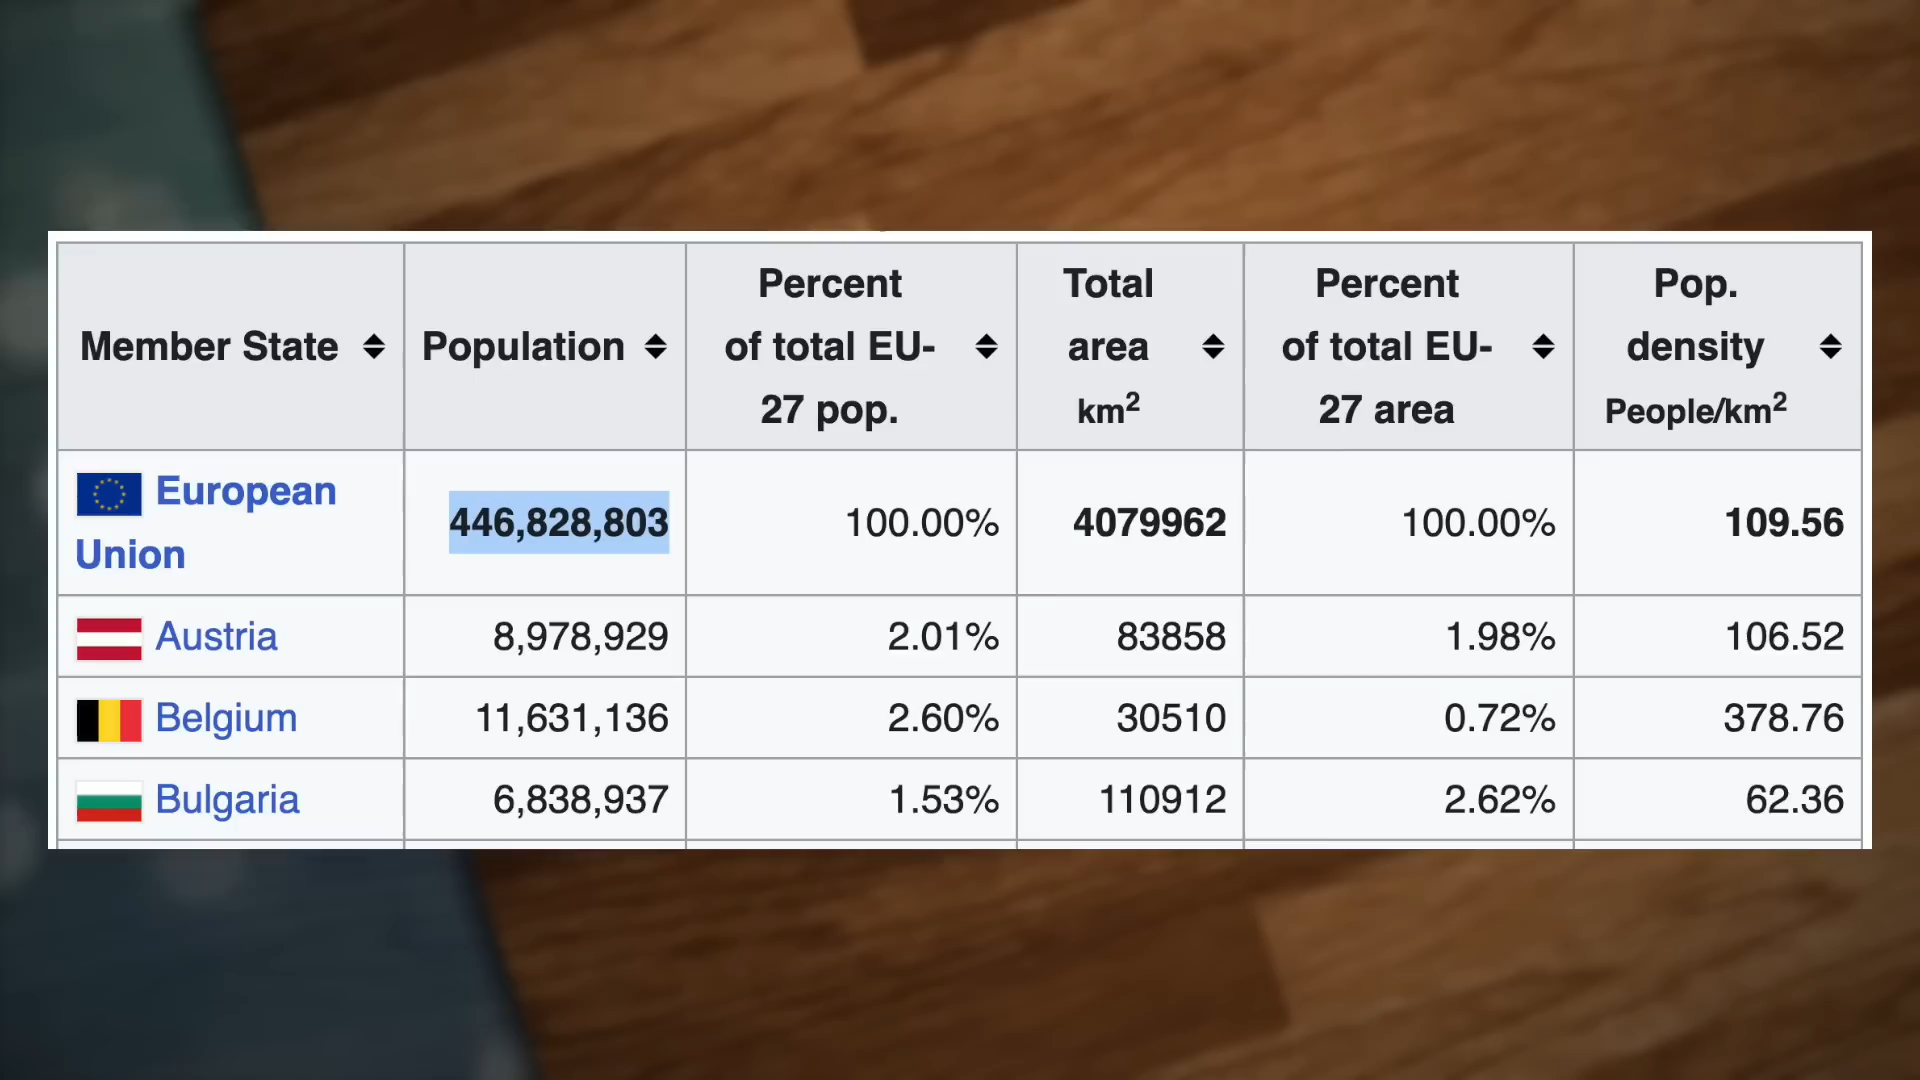 Member State
Population
Percent
of total EU-
27 pop.
Total
area
km²
Percent
of total EU-
27 area
Pop.
density
People/km²
European
Union
446,828,803
100.00%
4079962
100.00%
109.56
Austria
8,978,929
2.01%
83858
1.98%
106.52
Belgium
11,631,136
2.60%
30510
0.72%
378.76
Bulgaria
6,838,937
1.53%
110912
2.62%
62.36